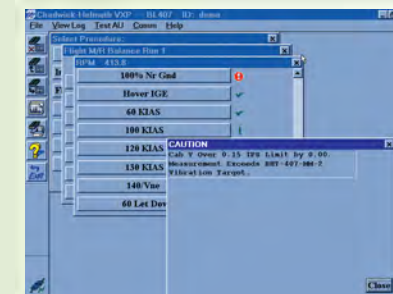 Chadwick-Helmuth VXP BELL407 ID: demo
File View Log Test AU Comm Help
Select Procedure:
Flight M/R Balance Run 1
RPM 413.0
100% Nr Gnd
Hover IGE
60 KIAS
100 KIAS
120 KIAS
130 KIAS
140/Vne
60 Let Dow
CAUTION
Cab Y Over 0.15 IPS Limit by 0.00.
Measurement Exceeds BHT-407-MM-2
Vibration Target.
Exit
Close